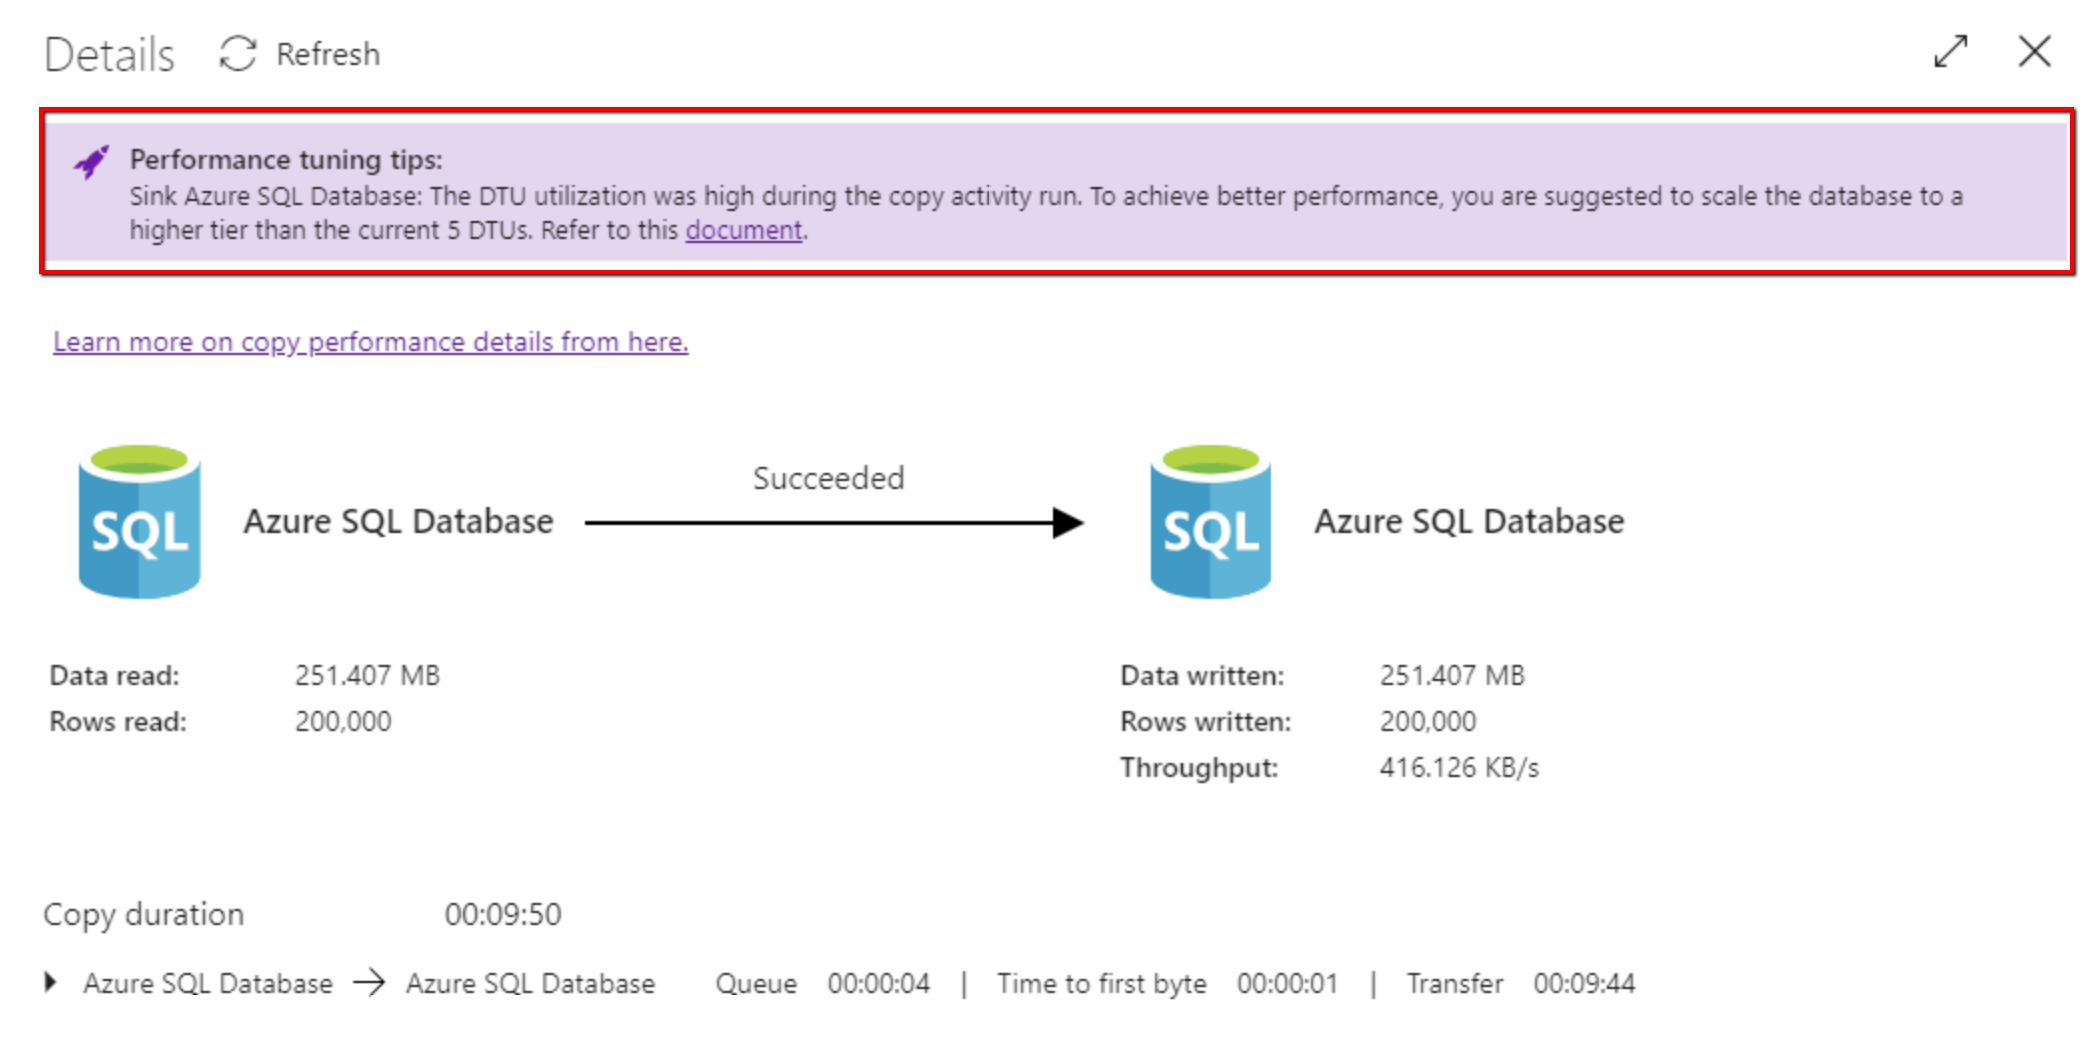 Details Refresh
Performance tuning tips:
Sink Azure SQL Database: The DTU utilization was high during the copy activity run. To achieve better performance, you are suggested to scale the database to a
higher tier than the current 5 DTUs. Refer to this document.
Learn more on copy performance details from here.
Succeeded
SQL Azure SQL Database SQL Azure SQL Database
Data read: 251.407 MB Data written: 251.407 MB
Rows read: 200,000 Rows written: 200,000
Throughput: 416.126 KB/s
Copy duration 00:09:50
Azure SQL Database → Azure SQL Database Queue 00:00:04 | Time to first byte 00:00:01 | Transfer 00:09:44